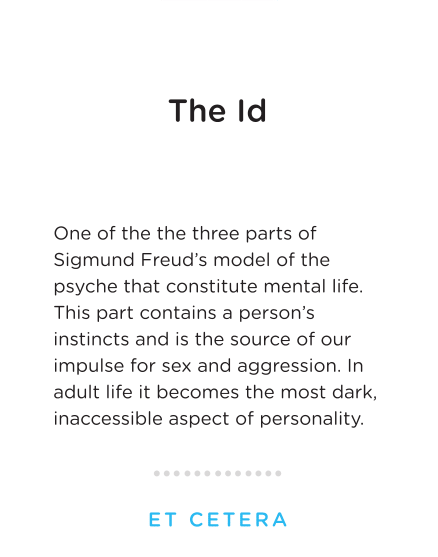 The Id
One of the the three parts of
Sigmund Freud’s model of the
psyche that constitute mental life.
This part contains a person’s
instincts and is the source of our
impulse for sex and aggression. In
adult life it becomes the most dark,
inaccessible aspect of personality.
ET CETERA